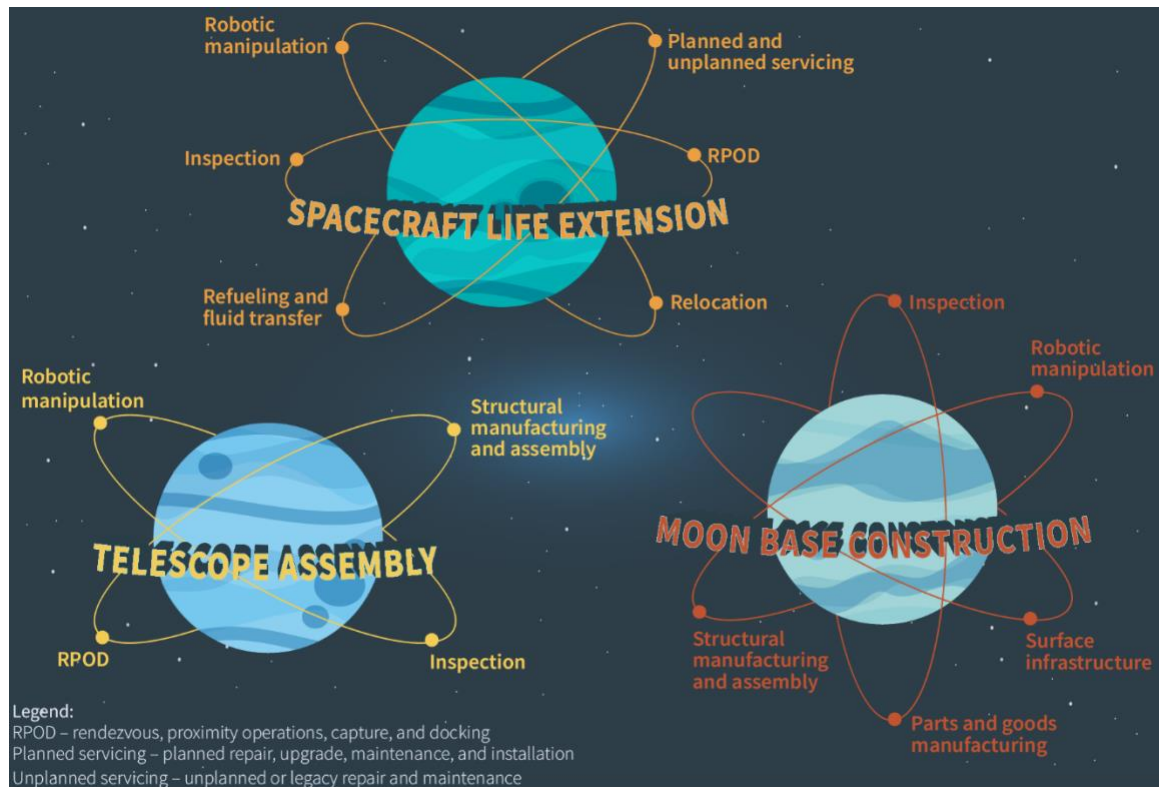 Robotic
manipulation
Planned and
unplanned servicing
Inspection
RPOD
SPACECRAFT LIFE EXTENSION
Refueling and
fluid transfer
Relocation
Robotic
manipulation
Structural
manufacturing
and assembly
TELESCOPE ASSEMBLY
RPOD
Inspection
Inspection
Robotic
manipulation
MOON BASE CONSTRUCTION
Structural
manufacturing
and assembly
Surface
infrastructure
Parts and goods
manufacturing
Legend:
RPOD – rendezvous, proximity operations, capture, and docking
Planned servicing – planned repair, upgrade, maintenance, and installation
Unplanned servicing – unplanned or legacy repair and maintenance